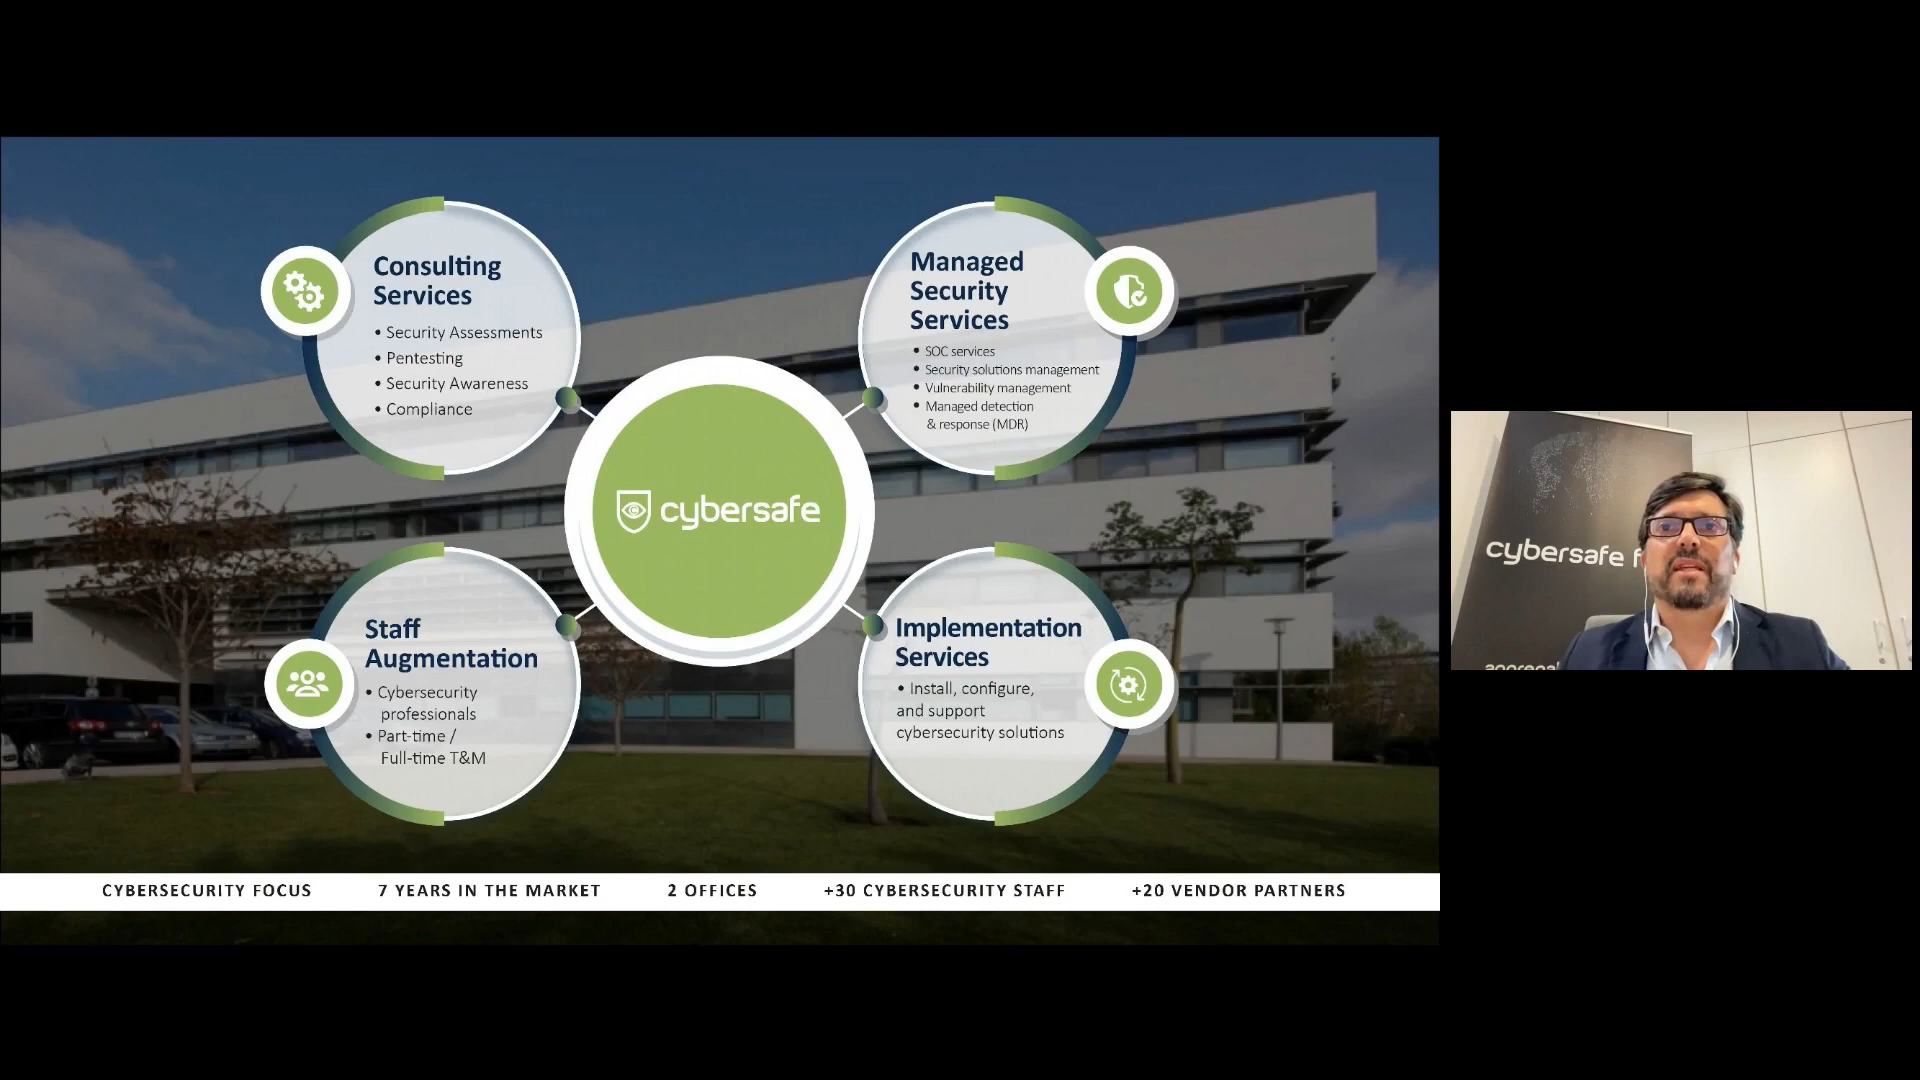 Consulting
Services
• Security Assessments
• Pentesting
• Security Awareness
• Compliance
Managed
Security
Services
• SOC services
• Security solutions management
• Vulnerability management
• Managed detection
& response (MDR)
cybersafe
Staff
Augmentation
• Cybersecurity
professionals
• Part-time /
Full-time T&M
Implementation
Services
• Install, configure,
and support
cybersecurity solutions
CYBERSECURITY FOCUS 7 YEARS IN THE MARKET 2 OFFICES +30 CYBERSECURITY STAFF +20 VENDOR PARTNERS
cybersafe